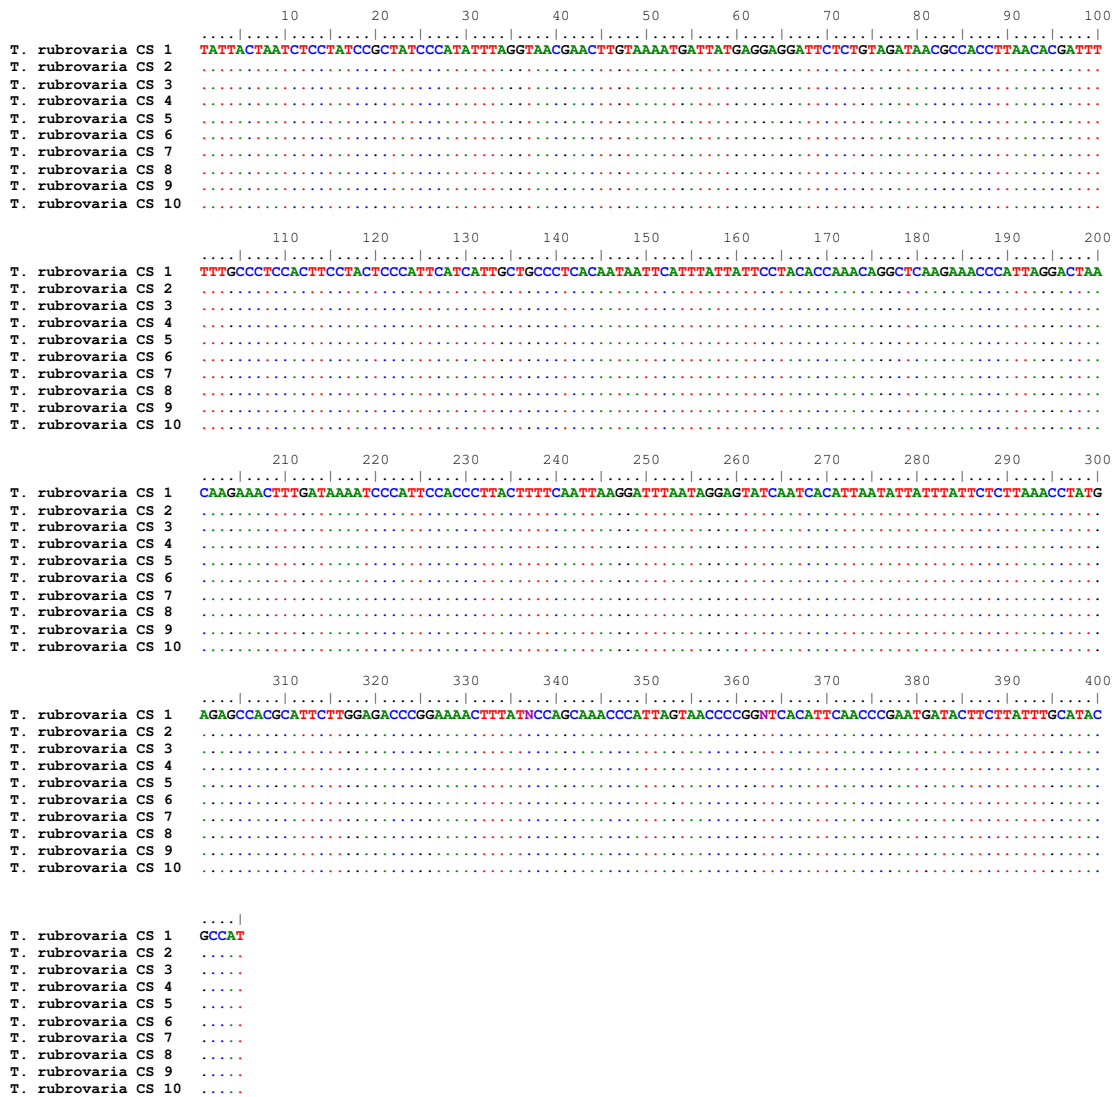 10 20 30 40 50 60 70 80 90 100
T. rubrovaria CS 1 TATTACTAATCTCCTATCCGCTATCCCATATTTAGGTAACGAACTTGTAAAATGATTATGAGGAGGATTCTCTGTAGATAACGCCACCTTAACACGATTT
T. rubrovaria CS 2
T. rubrovaria CS 3
T. rubrovaria CS 4
T. rubrovaria CS 5
T. rubrovaria CS 6
T. rubrovaria CS 7
T. rubrovaria CS 8
T. rubrovaria CS 9
T. rubrovaria CS 10
110 120 130 140 150 160 170 180 190 200
T. rubrovaria CS 1 TTTGCCCTCCACTTCCTACTCCCATTCATCATTGCTGCCCTCACAATAATTCATTTATTATTCCTACACCAAACAGGCTCAAGAAACCCATTAGGACTAA
T. rubrovaria CS 2
T. rubrovaria CS 3
T. rubrovaria CS 4
T. rubrovaria CS 5
T. rubrovaria CS 6
T. rubrovaria CS 7
T. rubrovaria CS 8
T. rubrovaria CS 9
T. rubrovaria CS 10
210 220 230 240 250 260 270 280 290 300
T. rubrovaria CS 1 CAAGAAACTTTGATAAAATCCCATTCCACCCTTACTTTTCAATTAAGGATTTAATAGGAGTATCAATCACATTAATATTATTTATTCTCTTAAACCTATG
T. rubrovaria CS 2
T. rubrovaria CS 3
T. rubrovaria CS 4
T. rubrovaria CS 5
T. rubrovaria CS 6
T. rubrovaria CS 7
T. rubrovaria CS 8
T. rubrovaria CS 9
T. rubrovaria CS 10
310 320 330 340 350 360 370 380 390 400
T. rubrovaria CS 1 AGAGCCACGCATTCTTGGAGACCCGGAAAACTTTATNCCAGCAAACCCATTAGTAACCCCGGNTCACATTCAACCCGAATGATACTTCTTATTTGCATAC
T. rubrovaria CS 2
T. rubrovaria CS 3
T. rubrovaria CS 4
T. rubrovaria CS 5
T. rubrovaria CS 6
T. rubrovaria CS 7
T. rubrovaria CS 8
T. rubrovaria CS 9
T. rubrovaria CS 10
....|
T. rubrovaria CS 1 GCCAT
T. rubrovaria CS 2 .....
T. rubrovaria CS 3 .....
T. rubrovaria CS 4 .....
T. rubrovaria CS 5 .....
T. rubrovaria CS 6 .....
T. rubrovaria CS 7 .....
T. rubrovaria CS 8 .....
T. rubrovaria CS 9 .....
T. rubrovaria CS 10 .....